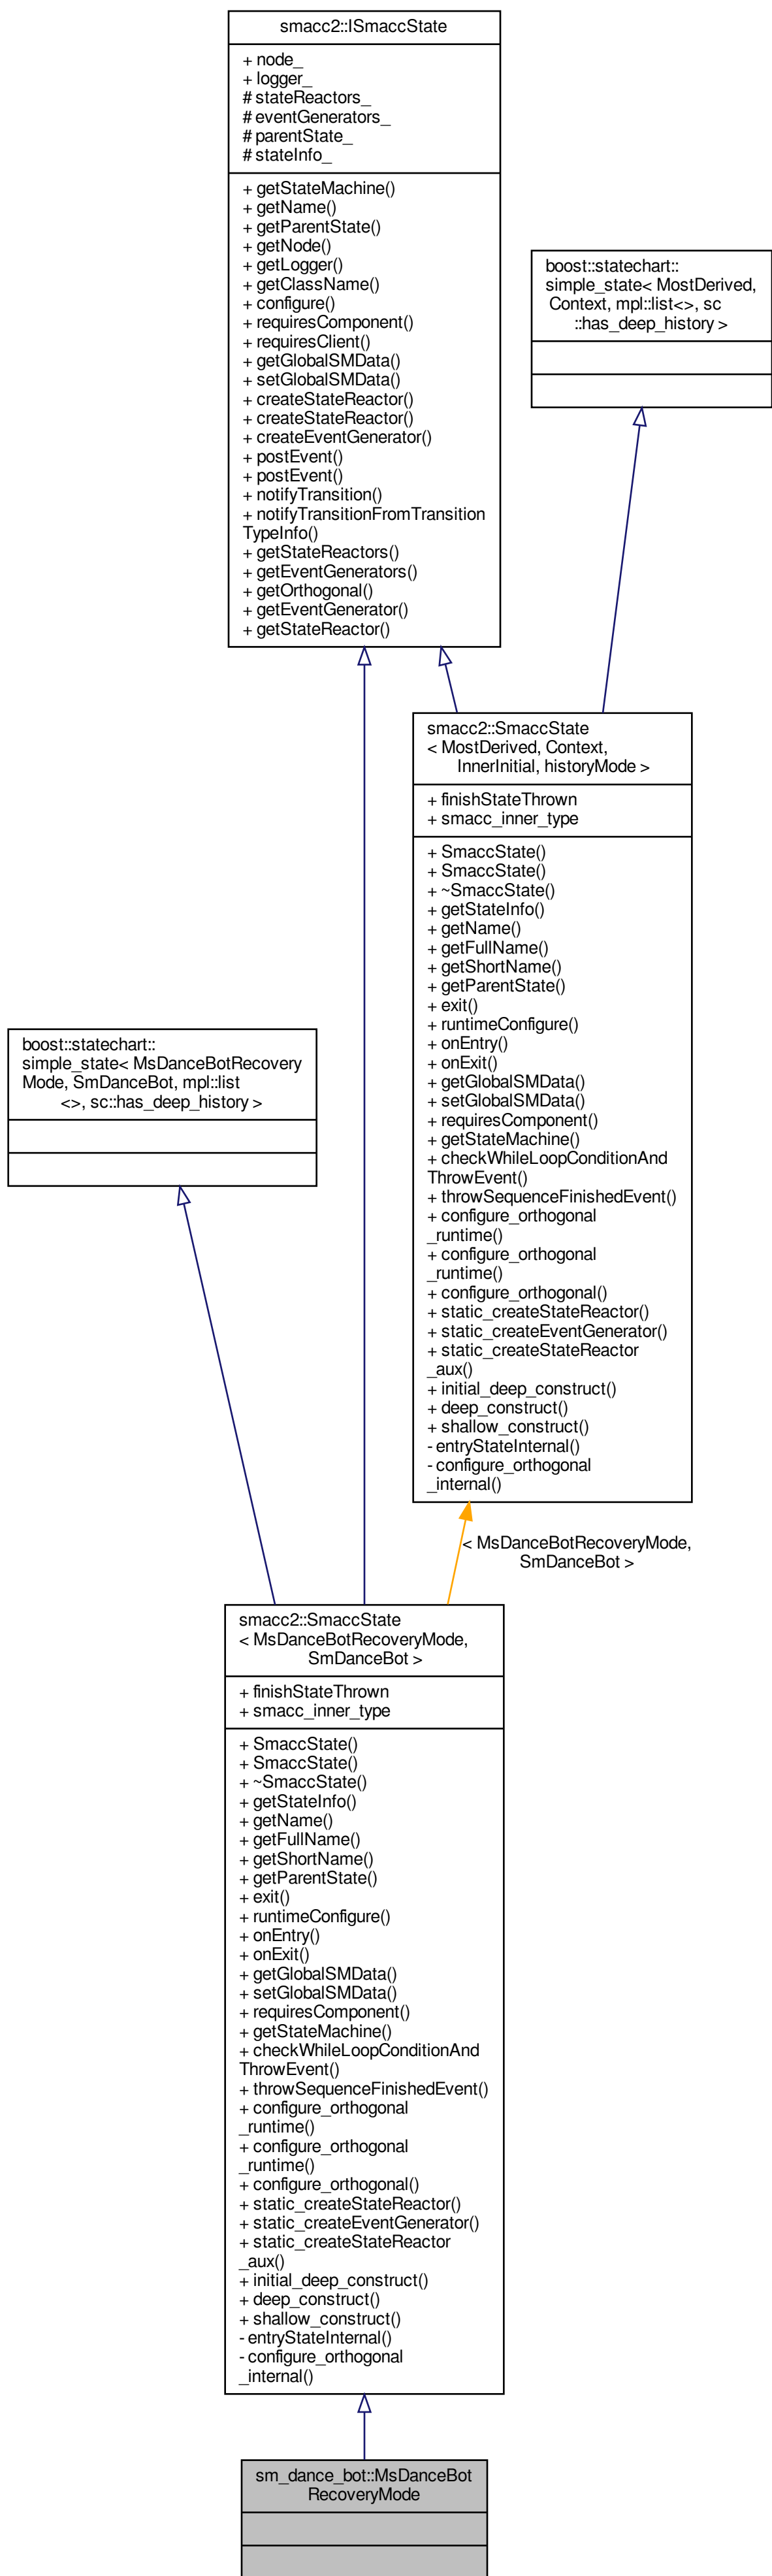 smacc2::ISmaccState
+ node_
+ logger_
# stateReactors_
# eventGenerators_
# parentState_
# stateInfo_
+ getStateMachine()
+ getName()
+ getParentState()
+ getNode()
+ getLogger()
+ getClassName()
+ configure()
+ requiresComponent()
+ requiresClient()
+ getGlobalSMData()
+ setGlobalSMData()
+ createStateReactor()
+ createStateReactor()
+ createEventGenerator()
+ postEvent()
+ postEvent()
+ notifyTransition()
+ notifyTransitionFromTransition
TypeInfo()
+ getStateReactors()
+ getEventGenerators()
+ getOrthogonal()
+ getEventGenerator()
+ getStateReactor()
boost::statechart::
simple_state< MostDerived,
Context, mpl::list<>, sc
::has_deep_history >
smacc2::SmaccState
< MostDerived, Context,
InnerInitial, historyMode >
+ finishStateThrown
+ smacc_inner_type
+ SmaccState()
+ SmaccState()
+ ~SmaccState()
+ getStateInfo()
+ getName()
+ getFullName()
+ getShortName()
+ getParentState()
+ exit()
+ runtimeConfigure()
+ onEntry()
+ onExit()
+ getGlobalSMData()
+ setGlobalSMData()
+ requiresComponent()
+ getStateMachine()
+ checkWhileLoopConditionAnd
ThrowEvent()
+ throwSequenceFinishedEvent()
+ configure_orthogonal
_runtime()
+ configure_orthogonal
_runtime()
+ configure_orthogonal()
+ static_createStateReactor()
+ static_createEventGenerator()
+ static_createStateReactor
_aux()
+ initial_deep_construct()
+ deep_construct()
+ shallow_construct()
- entryStateInternal()
- configure_orthogonal
_internal()
boost::statechart::
simple_state< MsDanceBotRecovery
Mode, SmDanceBot, mpl::list
<>, sc::has_deep_history >
< MsDanceBotRecoveryMode,
SmDanceBot >
smacc2::SmaccState
< MsDanceBotRecoveryMode,
SmDanceBot >
+ finishStateThrown
+ smacc_inner_type
+ SmaccState()
+ SmaccState()
+ ~SmaccState()
+ getStateInfo()
+ getName()
+ getFullName()
+ getShortName()
+ getParentState()
+ exit()
+ runtimeConfigure()
+ onEntry()
+ onExit()
+ getGlobalSMData()
+ setGlobalSMData()
+ requiresComponent()
+ getStateMachine()
+ checkWhileLoopConditionAnd
ThrowEvent()
+ throwSequenceFinishedEvent()
+ configure_orthogonal
_runtime()
+ configure_orthogonal
_runtime()
+ configure_orthogonal()
+ static_createStateReactor()
+ static_createEventGenerator()
+ static_createStateReactor
_aux()
+ initial_deep_construct()
+ deep_construct()
+ shallow_construct()
- entryStateInternal()
- configure_orthogonal
_internal()
sm_dance_bot::MsDanceBot
RecoveryMode